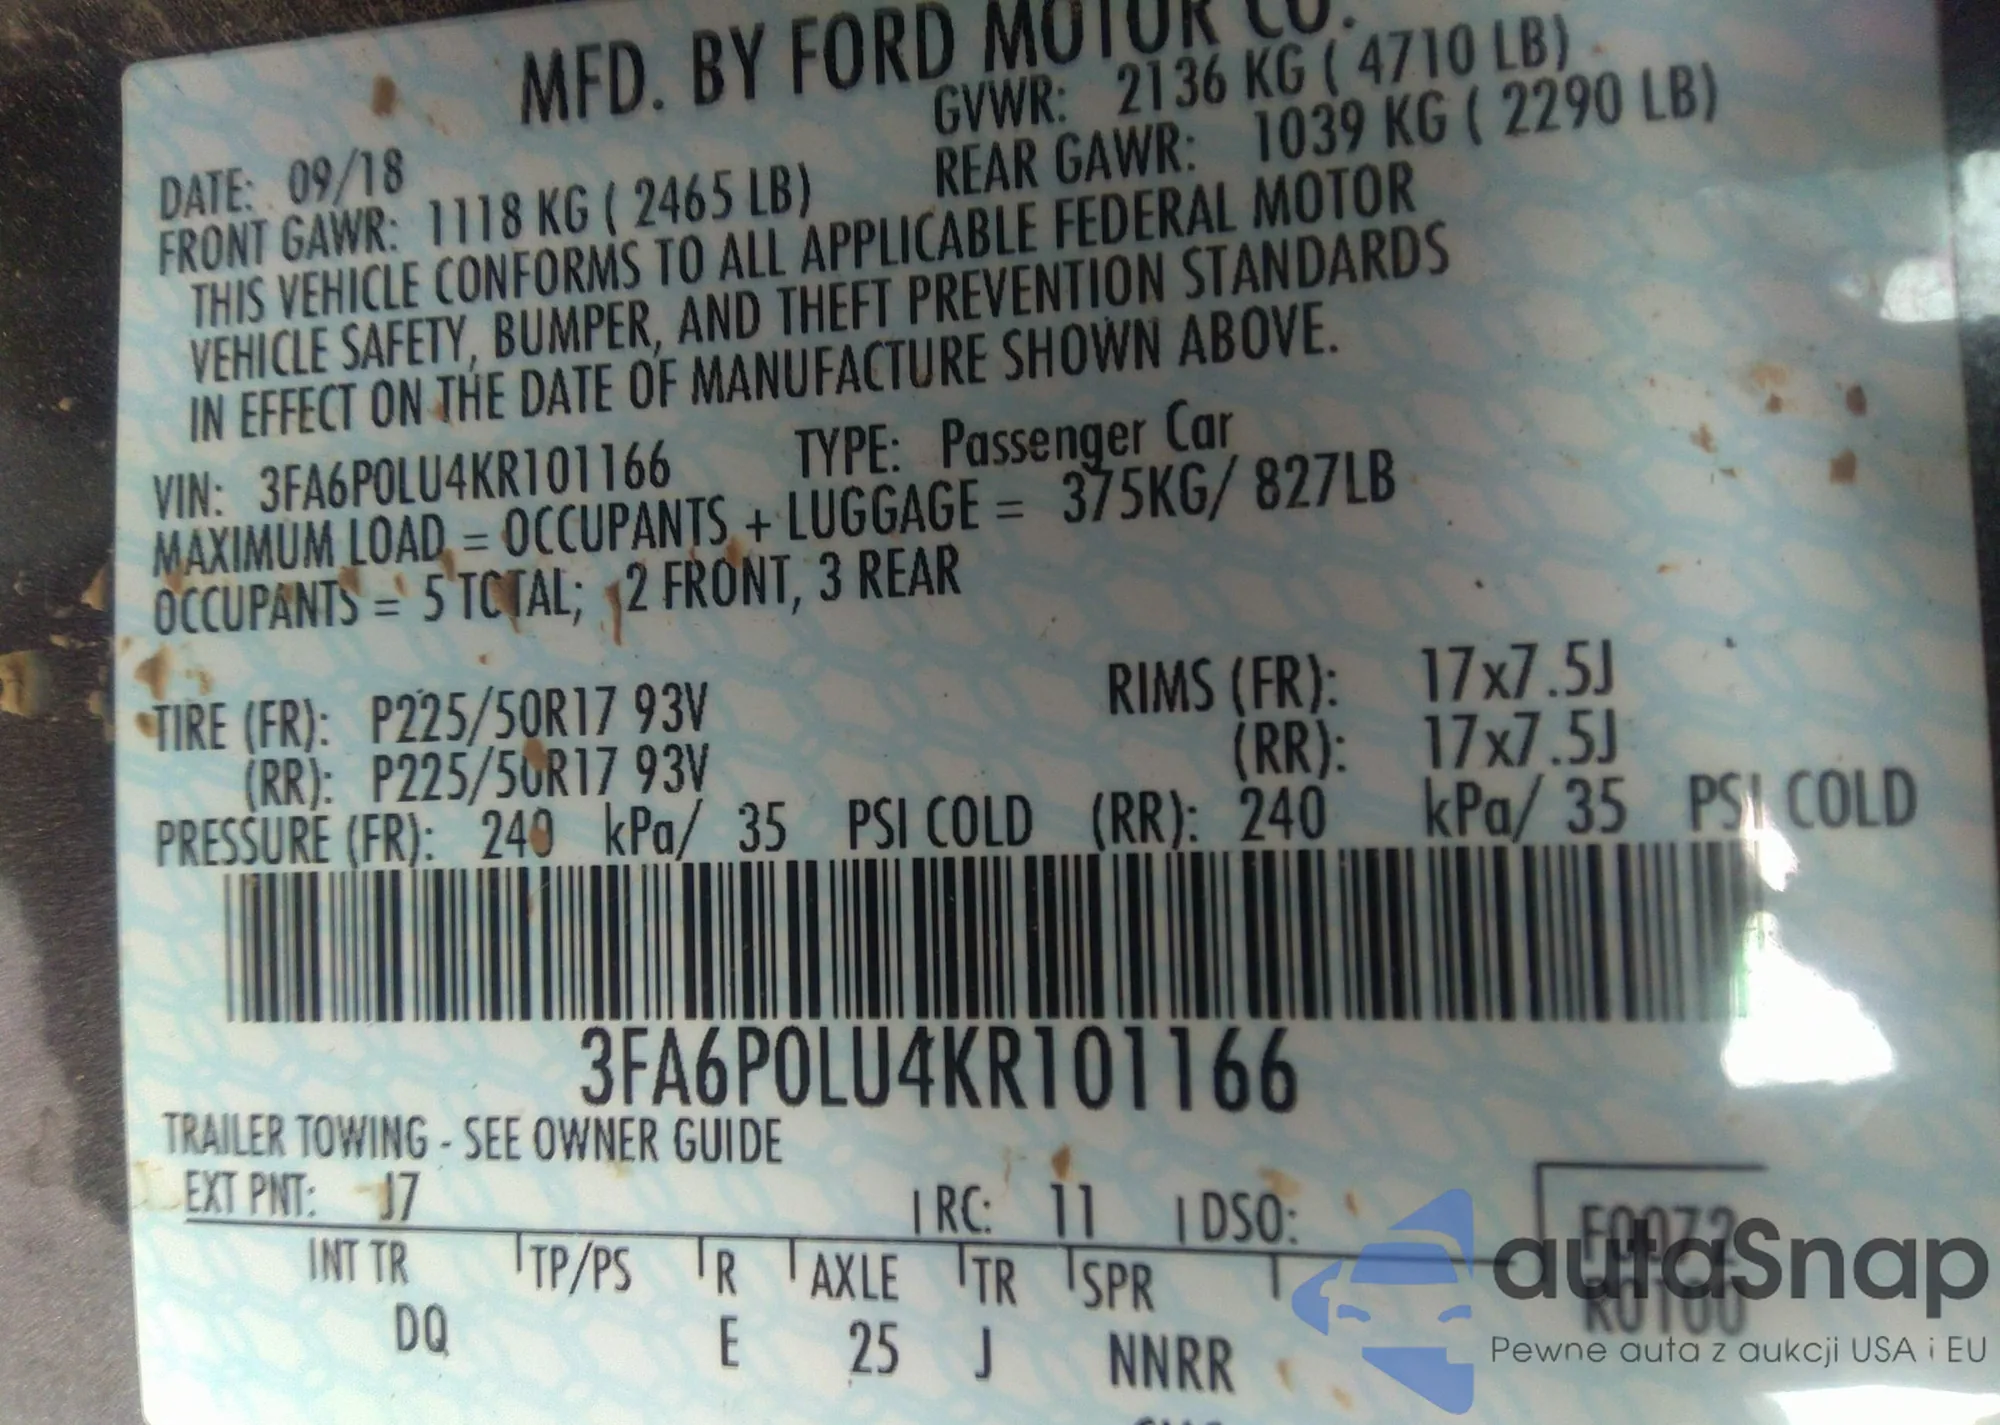 MFD. BY FORD MOTOR CO.
DATE: 09/18 GVWR: 2136 KG ( 4710 LB)
FRONT GAWR: 1118 KG ( 2465 LB) REAR GAWR: 1039 KG ( 2290 LB)
THIS VEHICLE CONFORMS TO ALL APPLICABLE FEDERAL MOTOR
VEHICLE SAFETY, BUMPER, AND THEFT PREVENTION STANDARDS
IN EFFECT ON THE DATE OF MANUFACTURE SHOWN ABOVE.
VIN: 3FA6P0LU4KR101166 TYPE: Passenger Car
MAXIMUM LOAD = OCCUPANTS + LUGGAGE = 375KG/ 827LB
OCCUPANTS = 5 TOTAL; 2 FRONT, 3 REAR
TIRE (FR): P225/50R17 93V RIMS (FR): 17x7.5J
(RR): P225/50R17 93V (RR): 17x7.5J
PRESSURE (FR): 240 kPa/ 35 PSI COLD (RR): 240 kPa/ 35 PSI COLD
3FA6P0LU4KR101166
TRAILER TOWING - SEE OWNER GUIDE
EXT PNT: J7 RC: 11 DSO:
INT TR TP/PS R AXLE TR SPR
DQ E 25 J NNRR
autaSnap
Pewne auta z aukcji USA i EU